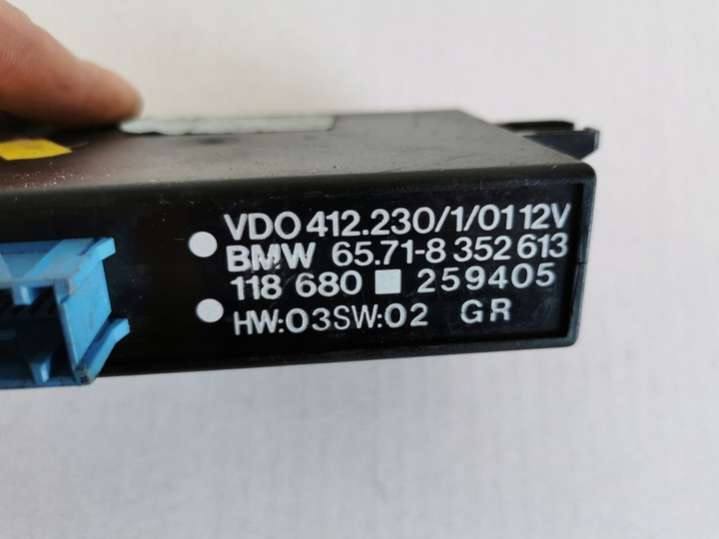 VDO 412.230/1/01 12V
BMW 65.71-8 352 613
118 680 259405
HW:03SW:02 GR